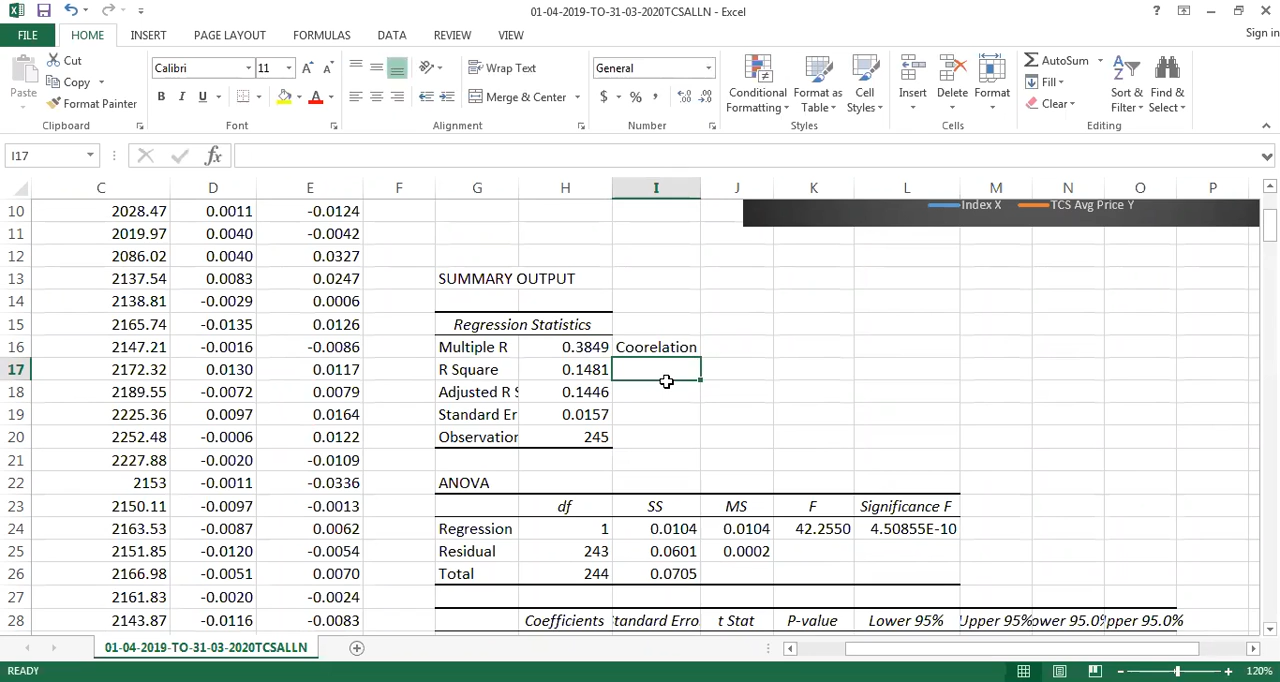 01-04-2019-TO-31-03-2020TCSALLN - Excel
FILE HOME INSERT PAGE LAYOUT FORMULAS DATA REVIEW VIEW Sign in
Paste Cut Copy Format Painter Clipboard
Calibri 11 B I U A Font
Wrap Text Merge & Center Alignment
General $ % , Number
Conditional Formatting Format as Table Cell Styles Styles
Insert Delete Format Cells
AutoSum Fill Clear Sort & Filter Find & Select Editing
I17 fx
C D E F G H I J K L M N O P
10 2028.47 0.0011 -0.0124 Index X TCS Avg Price Y
11 2019.97 0.0040 -0.0042
12 2086.02 0.0040 0.0327
13 2137.54 0.0083 0.0247 SUMMARY OUTPUT
14 2138.81 -0.0029 0.0006
15 2165.74 -0.0135 0.0126 Regression Statistics
16 2147.21 -0.0016 -0.0086 Multiple R 0.3849 Coorelation
17 2172.32 0.0130 0.0117 R Square 0.1481
18 2189.55 -0.0072 0.0079 Adjusted R S 0.1446
19 2225.36 0.0097 0.0164 Standard Er 0.0157
20 2252.48 -0.0006 0.0122 Observation 245
21 2227.88 -0.0020 -0.0109
22 2153 -0.0011 -0.0336 ANOVA
23 2150.11 -0.0097 -0.0013 df SS MS F Significance F
24 2163.53 -0.0087 0.0062 Regression 1 0.0104 0.0104 42.2550 4.50855E-10
25 2151.85 -0.0120 -0.0054 Residual 243 0.0601 0.0002
26 2166.98 -0.0051 0.0070 Total 244 0.0705
27 2161.83 -0.0020 -0.0024
28 2143.87 -0.0116 -0.0083 Coefficients tandard Erro t Stat P-value Lower 95% Upper 95% ower 95.0% pper 95.0%
01-04-2019-TO-31-03-2020TCSALLN
READY 120%